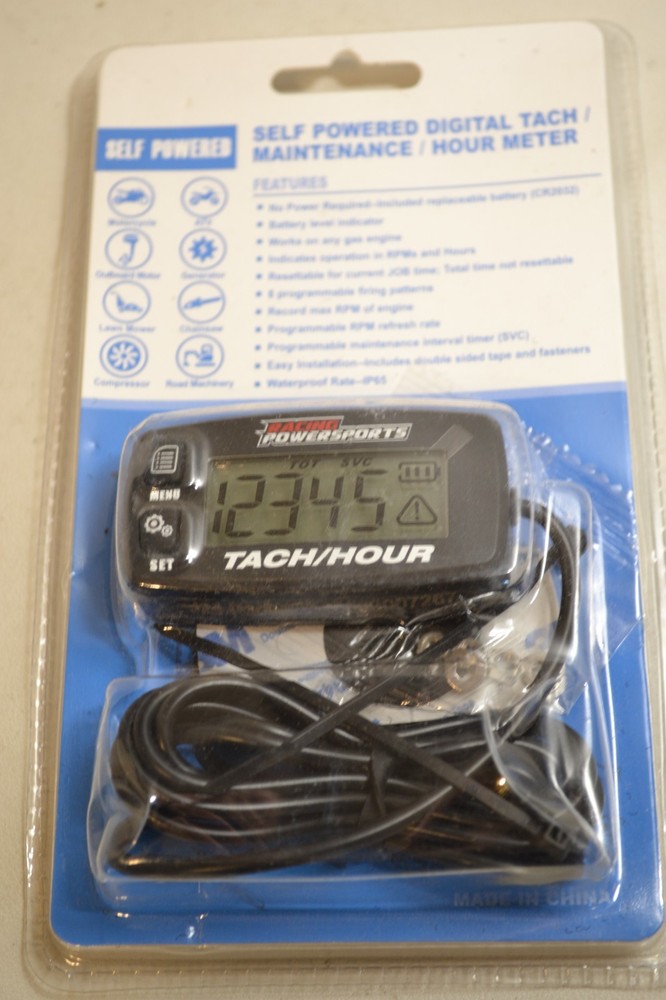 SELF POWERED
SELF POWERED DIGITAL TACH /
MAINTENANCE / HOUR METER
FEATURES
No Power Required–Included replaceable battery (CR2032)
Battery level indicator
Works on any gas engine
Indicates operation in RPMs and Hours
Resettable for current JOB time; Total time not resettable
8 programmable firing patterns
Record max RPM of engine
Programmable RPM refresh rate
Programmable maintenance interval timer (SVC)
Easy Installation–Includes double sided tape and fasteners
Waterproof Rate–IP65
Motorcycle
ATV
Outboard Motor
Generator
Lawn Mower
Chainsaw
Compressor
Road Machinery
RACING
POWERSPORTS
TOT SVC
12345
MENU
SET
TACH/HOUR
MADE IN CHINA